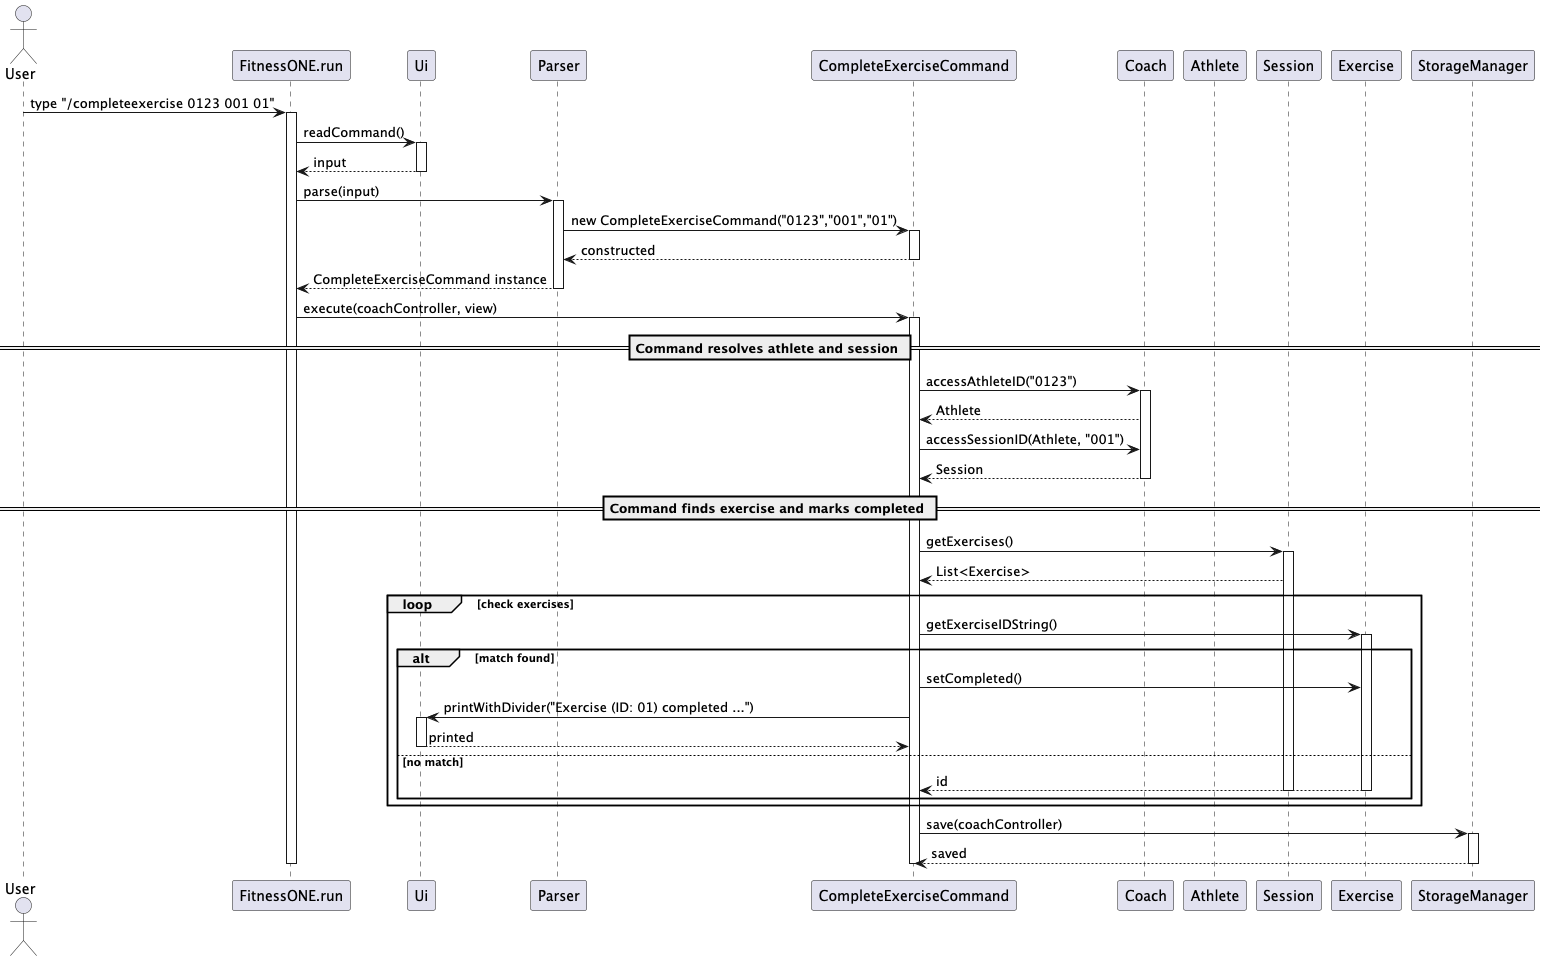 User
FitnessONE.run
Ui
Parser
CompleteExerciseCommand
Coach
Athlete
Session
Exercise
StorageManager
type "/completeexercise 0123 001 01"
readCommand()
input
parse(input)
new CompleteExerciseCommand("0123","001","01")
constructed
CompleteExerciseCommand instance
execute(coachController, view)
Command resolves athlete and session
accessAthleteID("0123")
Athlete
accessSessionID(Athlete, "001")
Session
Command finds exercise and marks completed
getExercises()
List<Exercise>
loop
[check exercises]
getExerciseIDString()
alt
[match found]
setCompleted()
printWithDivider("Exercise (ID: 01) completed ...")
printed
[no match]
id
save(coachController)
saved
User
FitnessONE.run
Ui
Parser
CompleteExerciseCommand
Coach
Athlete
Session
Exercise
StorageManager